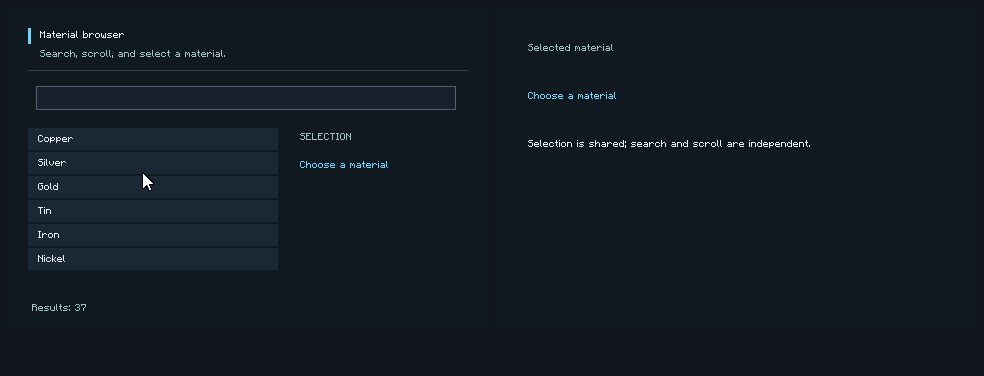 Material browser
Search, scroll, and select a material.
Copper
Silver
Gold
Tin
Iron
Nickel
SELECTION
Choose a material
Results: 37
Selected material
Choose a material
Selection is shared; search and scroll are independent.